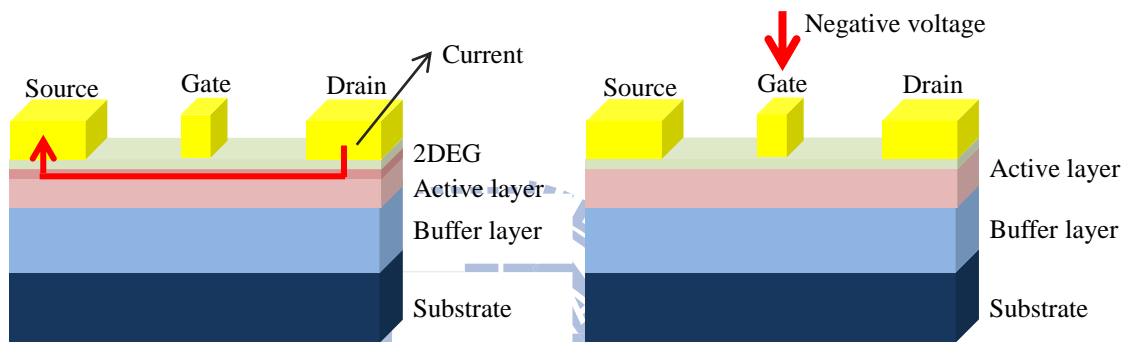 Current
Source
Gate
Drain
2DEG
Active layer
Buffer layer
Substrate
Negative voltage
Source
Gate
Drain
Active layer
Buffer layer
Substrate